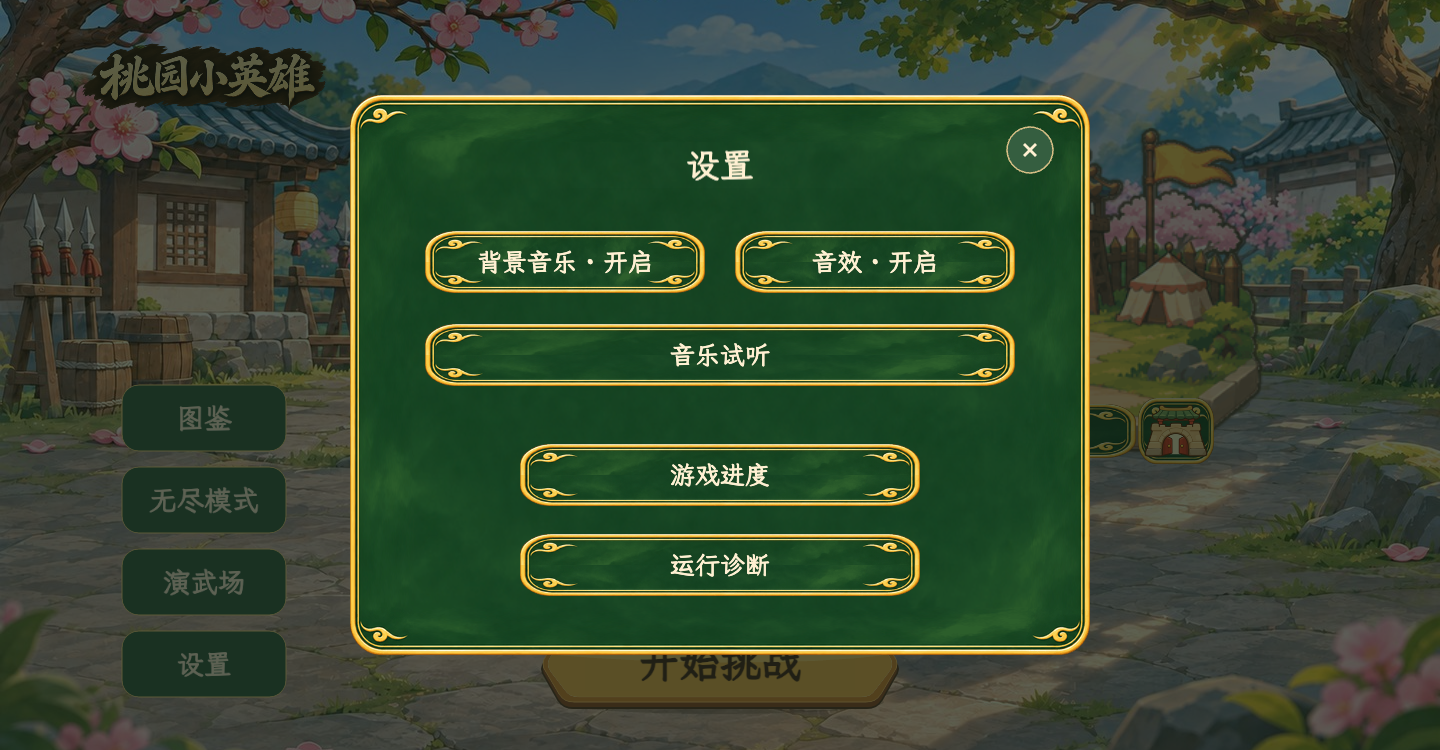 桃园小英雄
设置
×
背景音乐·开启
音效·开启
音乐试听
图鉴
游戏进度
无尽模式
运行诊断
演武场
设置
开始挑战